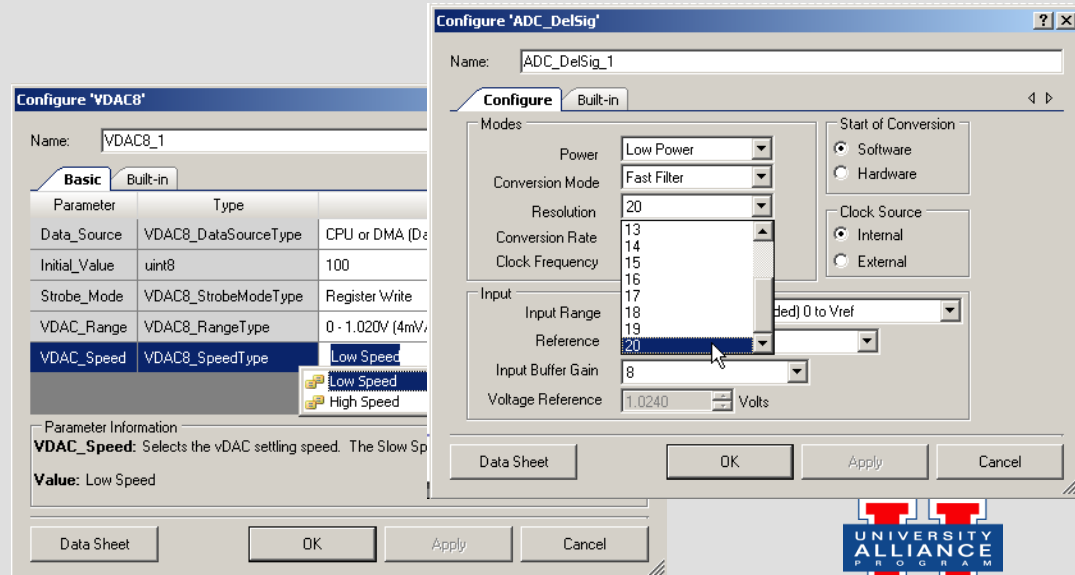 Configure 'VDAC8'
Name: VDAC8_1
Basic Built-in
Parameter Type
Data_Source VDAC8_DataSourceType CPU or DMA (Da
Initial_Value uint8 100
Strobe_Mode VDAC8_StrobeModeType Register Write
VDAC_Range VDAC8_RangeType 0 - 1.020V (4mV/
VDAC_Speed VDAC8_SpeedType Low Speed
Low Speed
High Speed
Parameter Information
VDAC_Speed: Selects the vDAC settling speed. The Slow Sp
Value: Low Speed
Data Sheet OK Apply Cancel
Configure 'ADC_DelSig'
Name: ADC_DelSig_1
Configure Built-in
Modes
Power Low Power
Conversion Mode Fast Filter
Resolution 20
Conversion Rate
Clock Frequency
13
14
15
16
17
18
19
20
Start of Conversion
Software
Hardware
Clock Source
Internal
External
Input
Input Range ded) 0 to Vref
Reference
Input Buffer Gain 8
Voltage Reference 1.0240 Volts
Data Sheet OK Apply Cancel
UNIVERSITY
ALLIANCE
PROGRAM